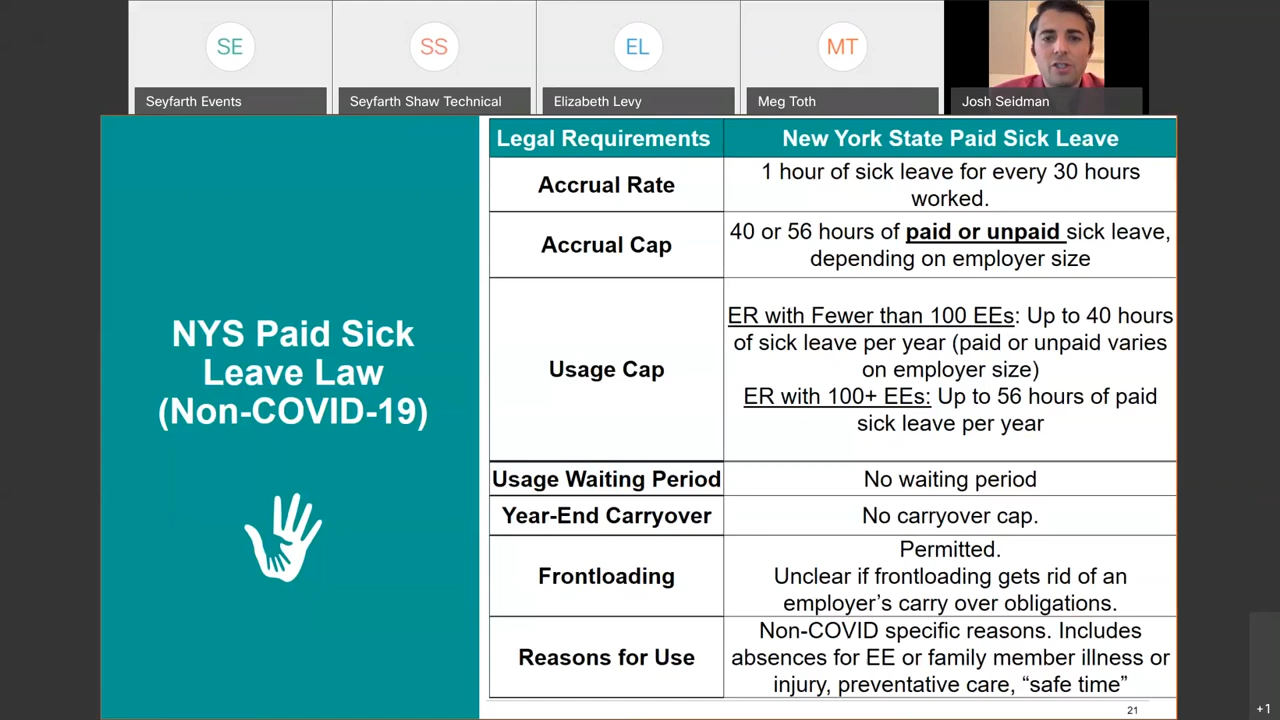 SE
SS
EL
MT
Seyfarth Events
Seyfarth Shaw Technical
Elizabeth Levy
Meg Toth
Josh Seidman
NYS Paid Sick
Leave Law
(Non-COVID-19)
Legal Requirements
New York State Paid Sick Leave
Accrual Rate
1 hour of sick leave for every 30 hours
worked.
Accrual Cap
40 or 56 hours of paid or unpaid sick leave,
depending on employer size
Usage Cap
ER with Fewer than 100 EEs: Up to 40 hours
of sick leave per year (paid or unpaid varies
on employer size)
ER with 100+ EEs: Up to 56 hours of paid
sick leave per year
Usage Waiting Period
No waiting period
Year-End Carryover
No carryover cap.
Frontloading
Permitted.
Unclear if frontloading gets rid of an
employer’s carry over obligations.
Reasons for Use
Non-COVID specific reasons. Includes
absences for EE or family member illness or
injury, preventative care, “safe time”
21
+1